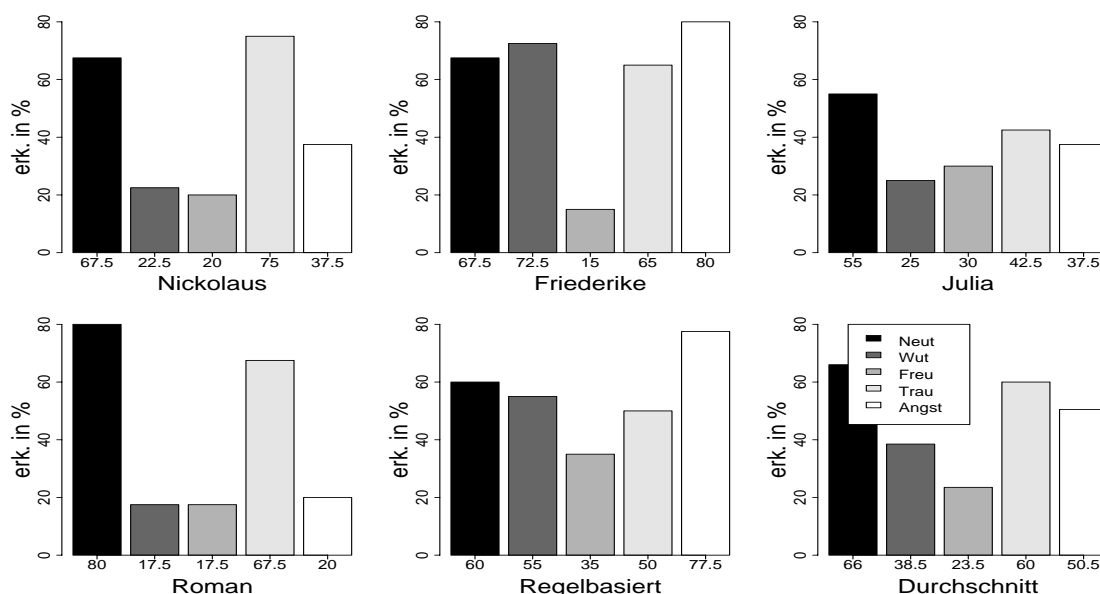 erk. in %
0 20 40 60 80
67.5 22.5 20 75 37.5
Nickolaus
erk. in %
0 20 40 60 80
67.5 72.5 15 65 80
Friederike
erk. in %
0 20 40 60 80
55 25 30 42.5 37.5
Julia
erk. in %
0 20 40 60 80
80 17.5 17.5 67.5 20
Roman
erk. in %
0 20 40 60 80
60 55 35 50 77.5
Regelbasiert
erk. in %
0 20 40 60 80
Neut
Wut
Freu
Trau
Angst
66 38.5 23.5 60 50.5
Durchschnitt